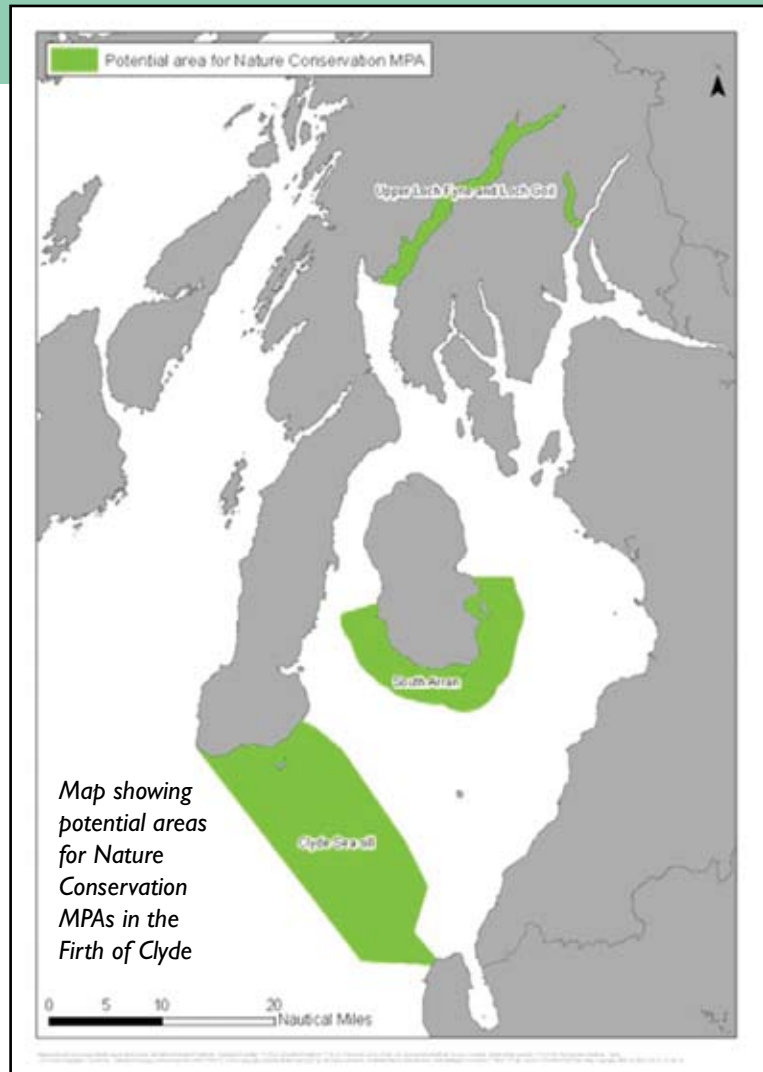 Potential area for Nature Conservation MPA
Upper Loch Fyne and Loch Goil
South Arran
Clyde Sea sill
Map showing
potential areas
for Nature
Conservation
MPAs in the
Firth of Clyde
0 5 10 20
Nautical Miles